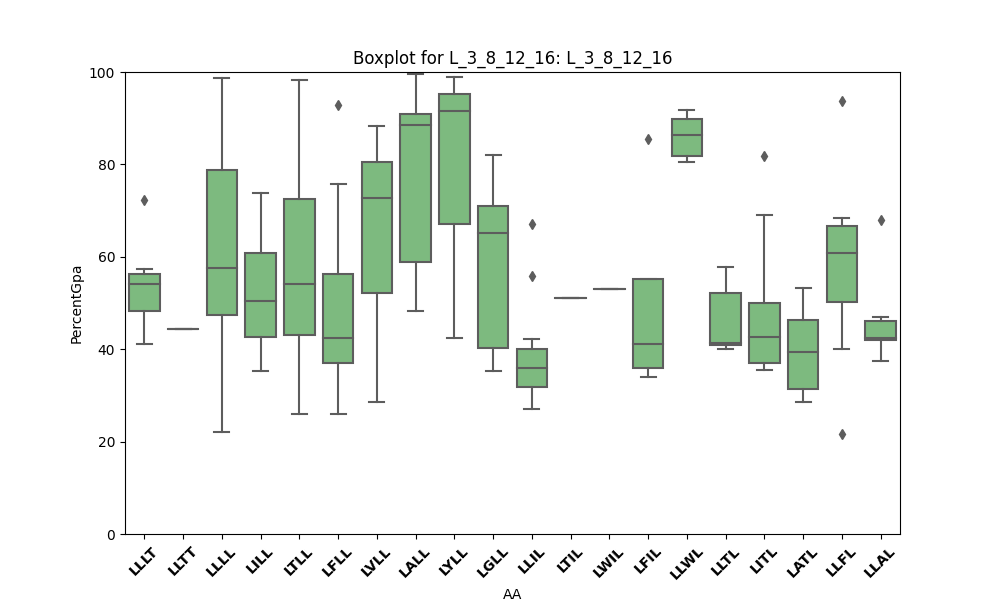 Boxplot for L_3_8_12_16: L_3_8_12_16
100
80
60
40
20
0
PercentGpa
LLLT LLTT LLLL LILL LTLL LFLL LVLL LALL LYLL LGLL LLIL LTIL LWIL LFIL LLWL LLTL LITL LATL LLFL LLAL
AA